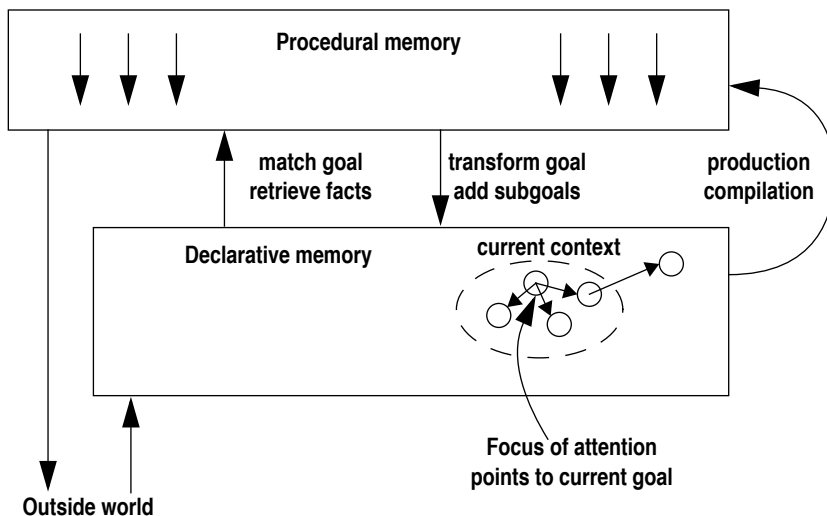 Procedural memory
match goal
retrieve facts
transform goal
add subgoals
production
compilation
Declarative memory
current context
Focus of attention
points to current goal
Outside world